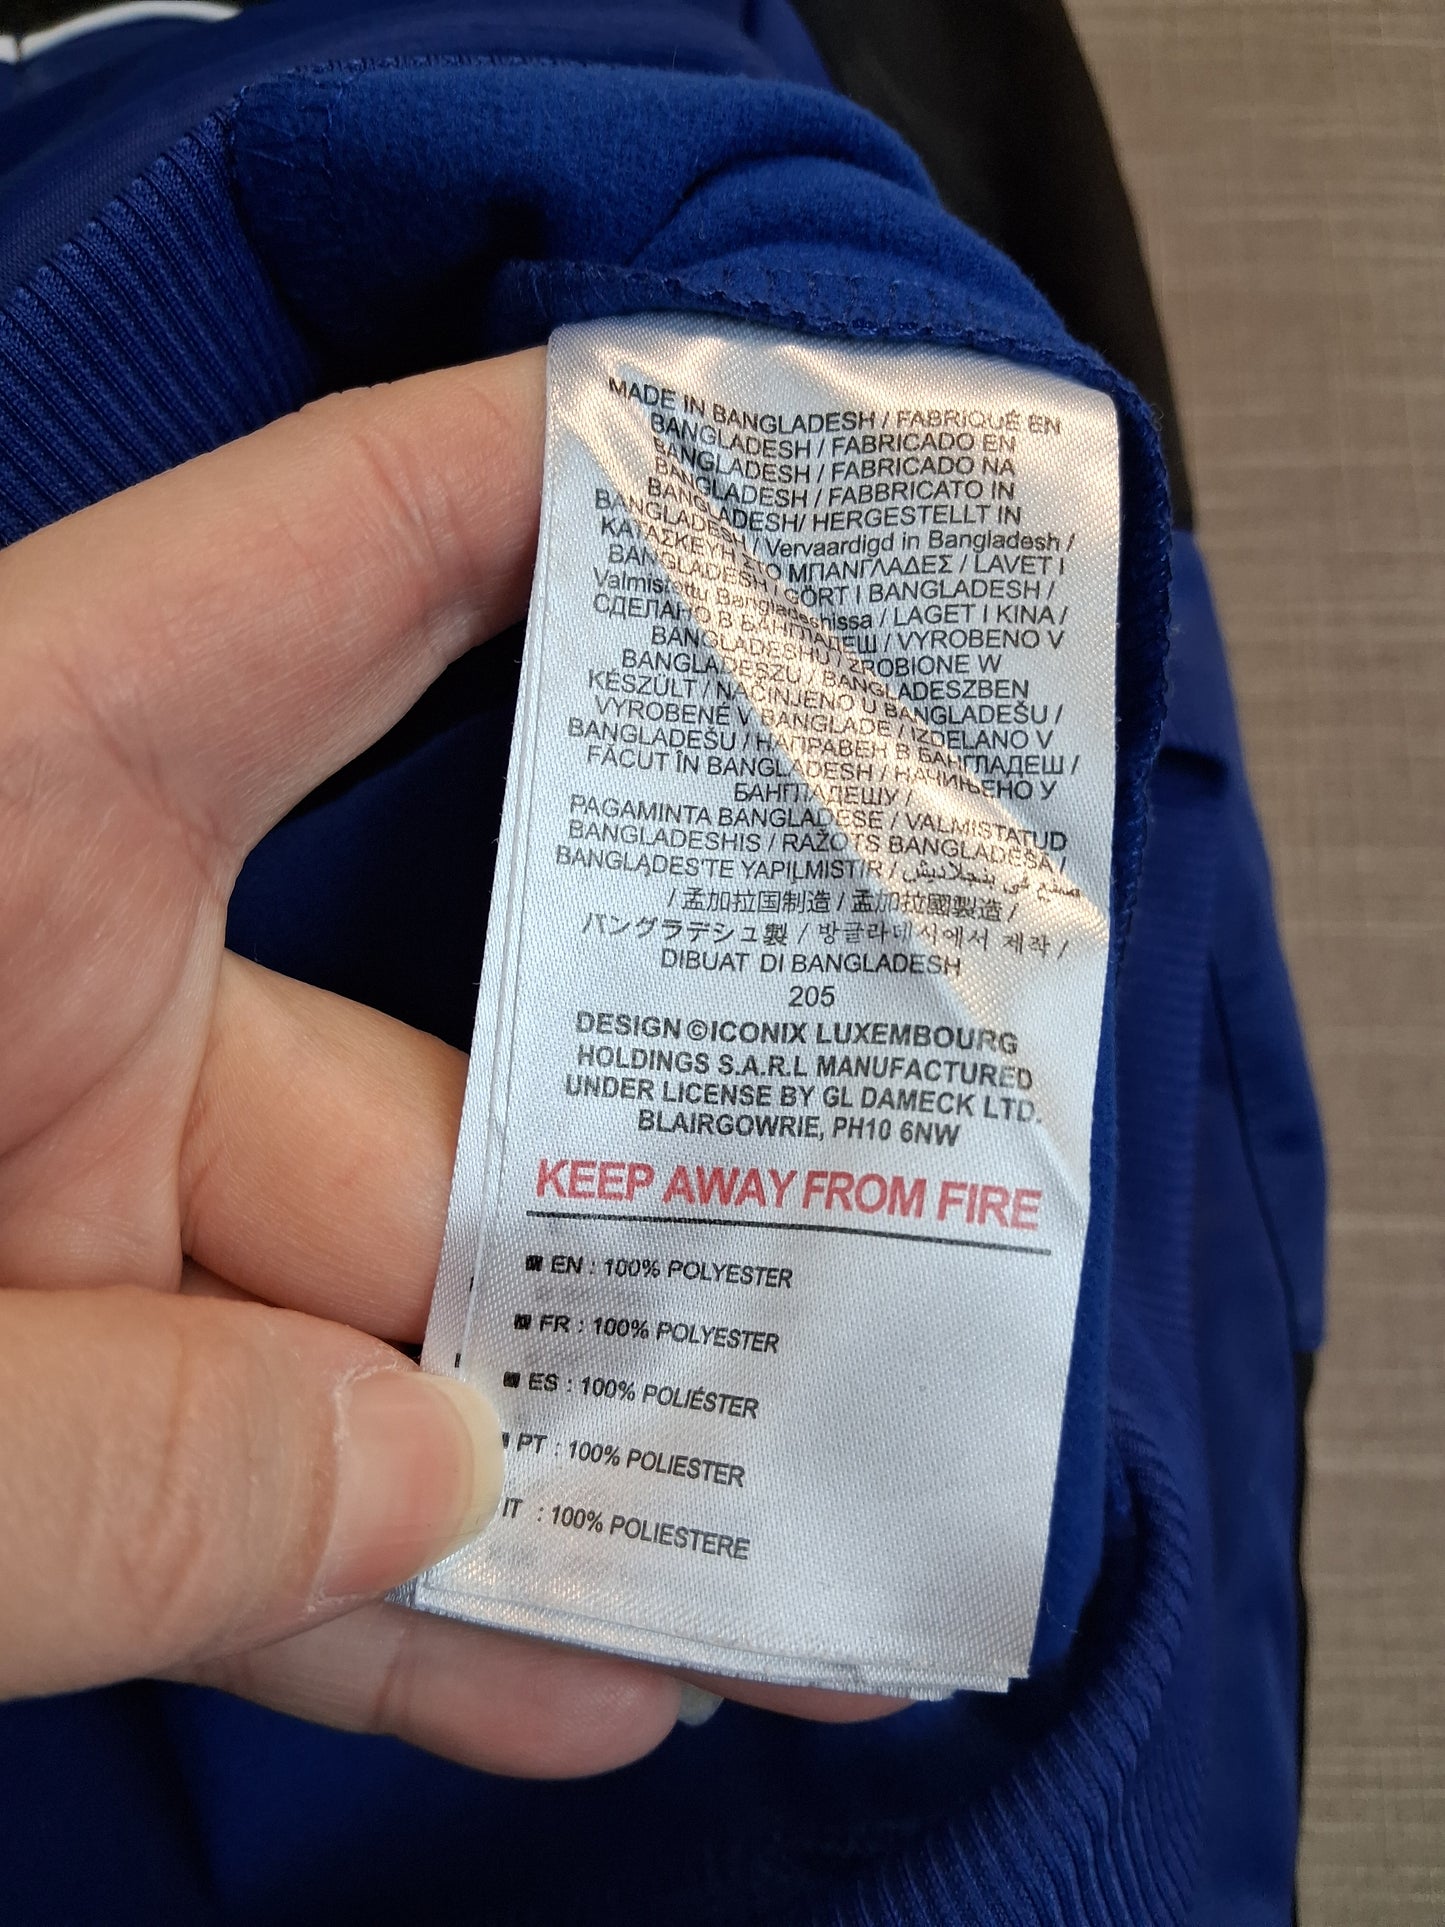 MADE IN BANGLADESH / FABRIQUÉ EN
BANGLADESH / FABRICADO EN
BANGLADESH / FABRICADO NA
BANGLADESH / FABBRICATO IN
BANGLADESH/ HERGESTELLT IN
BANGLADESH / Vervaardigd in Bangladesh /
ΚΑΤΑΣΚΕΥΗ ΣΤΟ ΜΠΑΝΓΛΑΔΕΣ / LAVET I
BANGLADESH / GÖRT I BANGLADESH /
Valmistettu Bangladeshissa / LAGET I KINA /
СДЕЛАНО В БАНГЛАДЕШ / VYROBENO V
BANGLADESHU / ZROBIONE W
BANGLADESZU / BANGLADESZBEN
KÉSZÜLT / NAČINJENO U BANGLADEŠU /
VYROBENÉ V BANGLADE / IZDELANO V
BANGLADEŠU / НАПРАВЕН В БАНГЛАДЕШ /
FĂCUT ÎN BANGLADESH / НАЧИЊЕНО У
БАНГЛАДЕШУ /
PAGAMINTA BANGLADEŠE / VALMISTATUD
BANGLADESHIS / RAŽOTS BANGLADEŠA /
BANGLADEŞ'TE YAPILMIŞTIR / صنع في بنجلاديش
/ 孟加拉国制造 / 孟加拉國製造 /
バングラデシュ製 / 방글라데시에서 제작 /
DIBUAT DI BANGLADESH
205
DESIGN ©ICONIX LUXEMBOURG
HOLDINGS S.A.R.L MANUFACTURED
UNDER LICENSE BY GL DAMECK LTD.
BLAIRGOWRIE, PH10 6NW
KEEP AWAY FROM FIRE
EN : 100% POLYESTER
FR : 100% POLYESTER
ES : 100% POLIÉSTER
PT : 100% POLIESTER
IT : 100% POLIESTERE